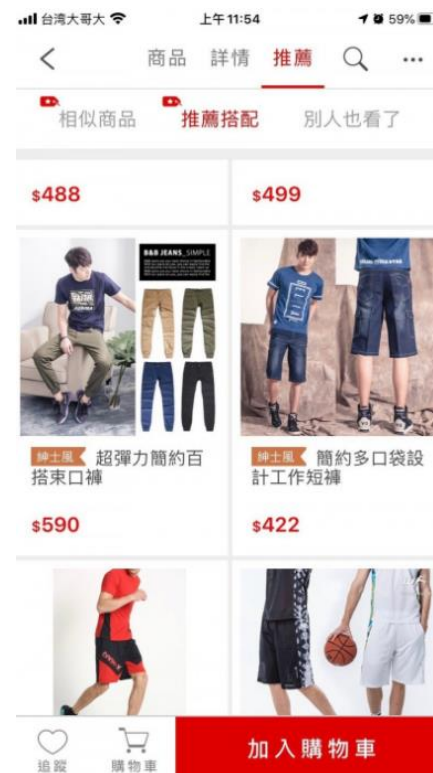 台湾大哥大
上午11:54
59%
商品 詳情 推薦
相似商品 推薦搭配 別人也看了
$488
$499
B&B JEANS_SIMPLE
紳士風 超彈力簡約百
搭束口褲
$590
紳士風 簡約多口袋設
計工作短褲
$422
追蹤
購物車
加入購物車